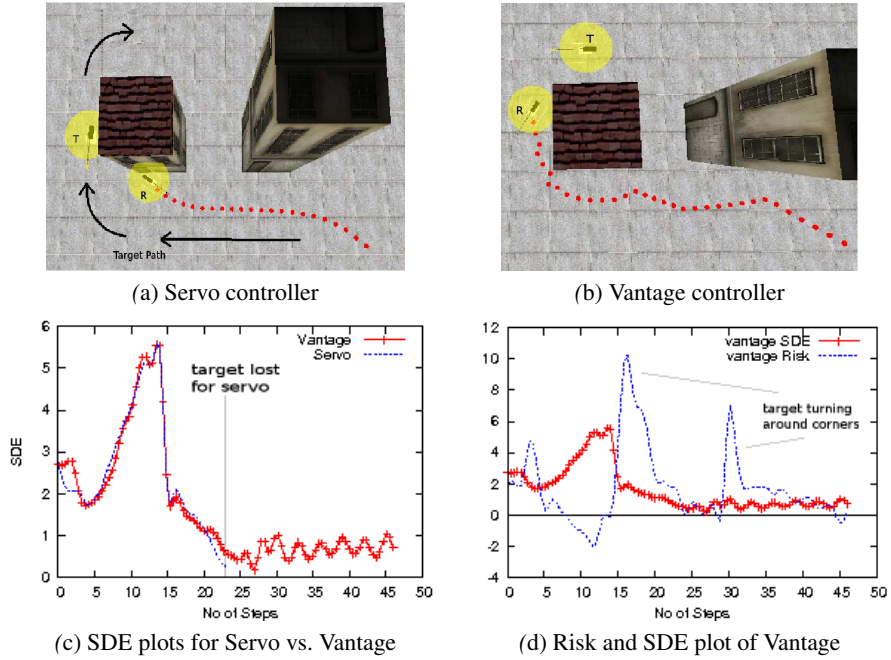 T
R
Target Path
T
R
(a) Servo controller
(b) Vantage controller
6
5
4
3
2
1
0
SDE
Vantage
Servo
target lost
for servo
0 5 10 15 20 25 30 35 40 45 50
No of Steps
12
10
8
6
4
2
0
-2
-4
vantage SDE
vantage Risk
target turning
around corners
0 5 10 15 20 25 30 35 40 45 50
No of Steps
(c) SDE plots for Servo vs. Vantage
(d) Risk and SDE plot of Vantage